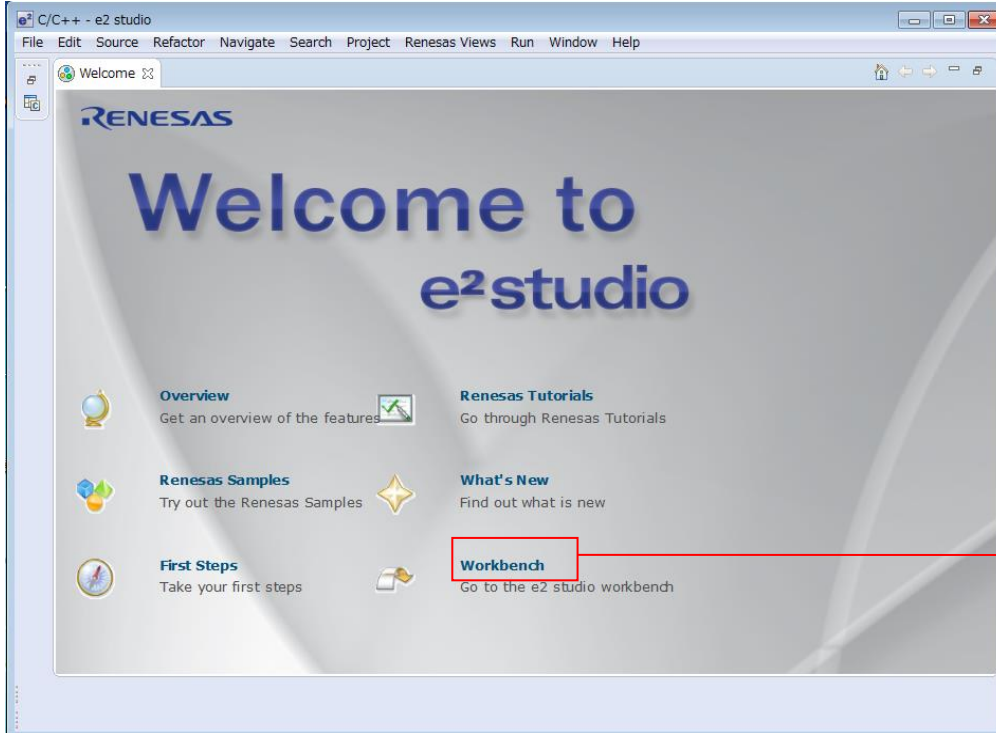 C/C++ - e2 studio
File Edit Source Refactor Navigate Search Project Renesas Views Run Window Help
Welcome
RENESAS
Welcome to
e² studio
Overview
Get an overview of the features
Renesas Tutorials
Go through Renesas Tutorials
Renesas Samples
Try out the Renesas Samples
What's New
Find out what is new
First Steps
Take your first steps
Workbench
Go to the e2 studio workbench